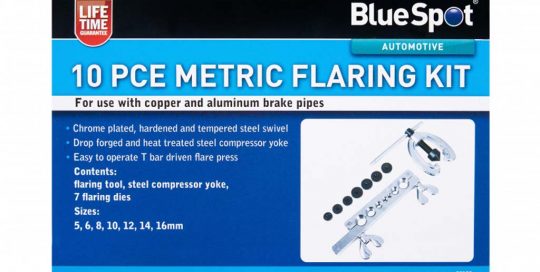 LIFE
TIME
GUARANTEE
BlueSpot®
AUTOMOTIVE
10 PCE METRIC FLARING KIT
For use with copper and aluminum brake pipes
• Chrome plated, hardened and tempered steel swivel
• Drop forged and heat treated steel compressor yoke
• Easy to operate T bar driven flare press
Contents:
flaring tool, steel compressor yoke,
7 flaring dies
Sizes:
5, 6, 8, 10, 12, 14, 16mm